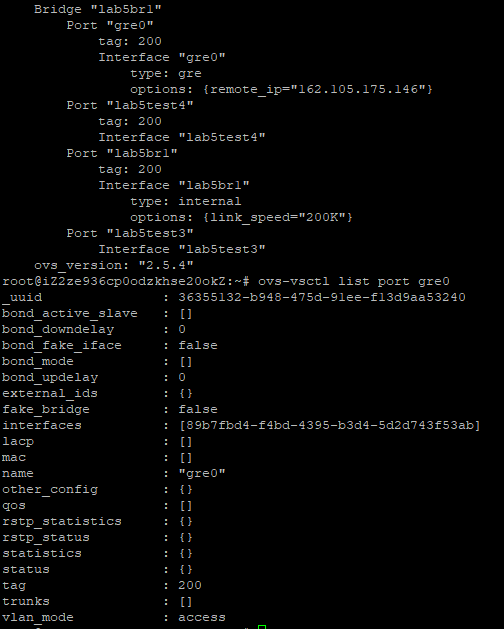 Bridge "lab5br1"
Port "gre0"
tag: 200
Interface "gre0"
type: gre
options: {remote_ip="162.105.175.146"}
Port "lab5test4"
tag: 200
Interface "lab5test4"
Port "lab5br1"
tag: 200
Interface "lab5br1"
type: internal
options: {link_speed="200K"}
Port "lab5test3"
Interface "lab5test3"
ovs_version: "2.5.4"
root@iZ2ze936cp0odzkhse20okZ:~# ovs-vsctl list port gre0
_uuid : 36355132-b948-475d-91ee-f13d9aa53240
bond_active_slave : []
bond_downdelay : 0
bond_fake_iface : false
bond_mode : []
bond_updelay : 0
external_ids : {}
fake_bridge : false
interfaces : [89b7fbd4-f4bd-4395-b3d4-5d2d743f53ab]
lacp : []
mac : []
name : "gre0"
other_config : {}
qos : []
rstp_statistics : {}
rstp_status : {}
statistics : {}
status : {}
tag : 200
trunks : []
vlan_mode : access